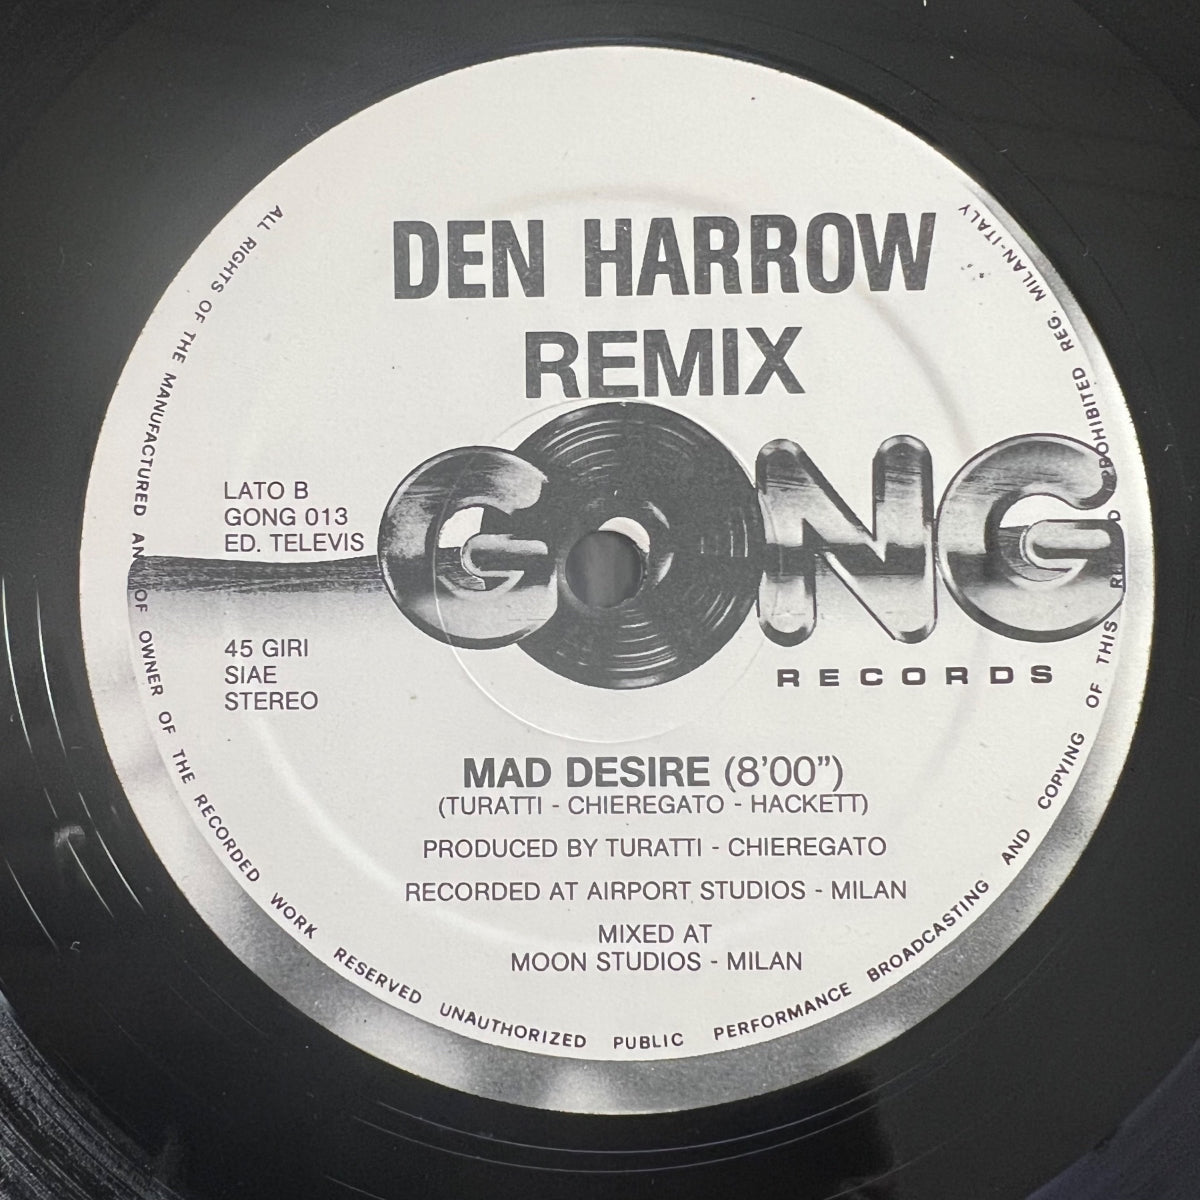 DEN HARROW
REMIX
LATO B
GONG 013
ED. TELEVIS
GONG
RECORDS
45 GIRI
SIAE
STEREO
MAD DESIRE (8'00")
(TURATTI - CHIEREGATO - HACKETT)
PRODUCED BY TURATTI - CHIEREGATO
RECORDED AT AIRPORT STUDIOS - MILAN
MIXED AT
MOON STUDIOS - MILAN
ALL RIGHTS OF THE MANUFACTURED AN OF OWNER OF THE RECORDED WORK RESERVED UNAUTHORIZED PUBLIC PERFORMANCE BROADCASTING AND COPYING OF THIS PROHIBITED REG. MILAN-ITALY